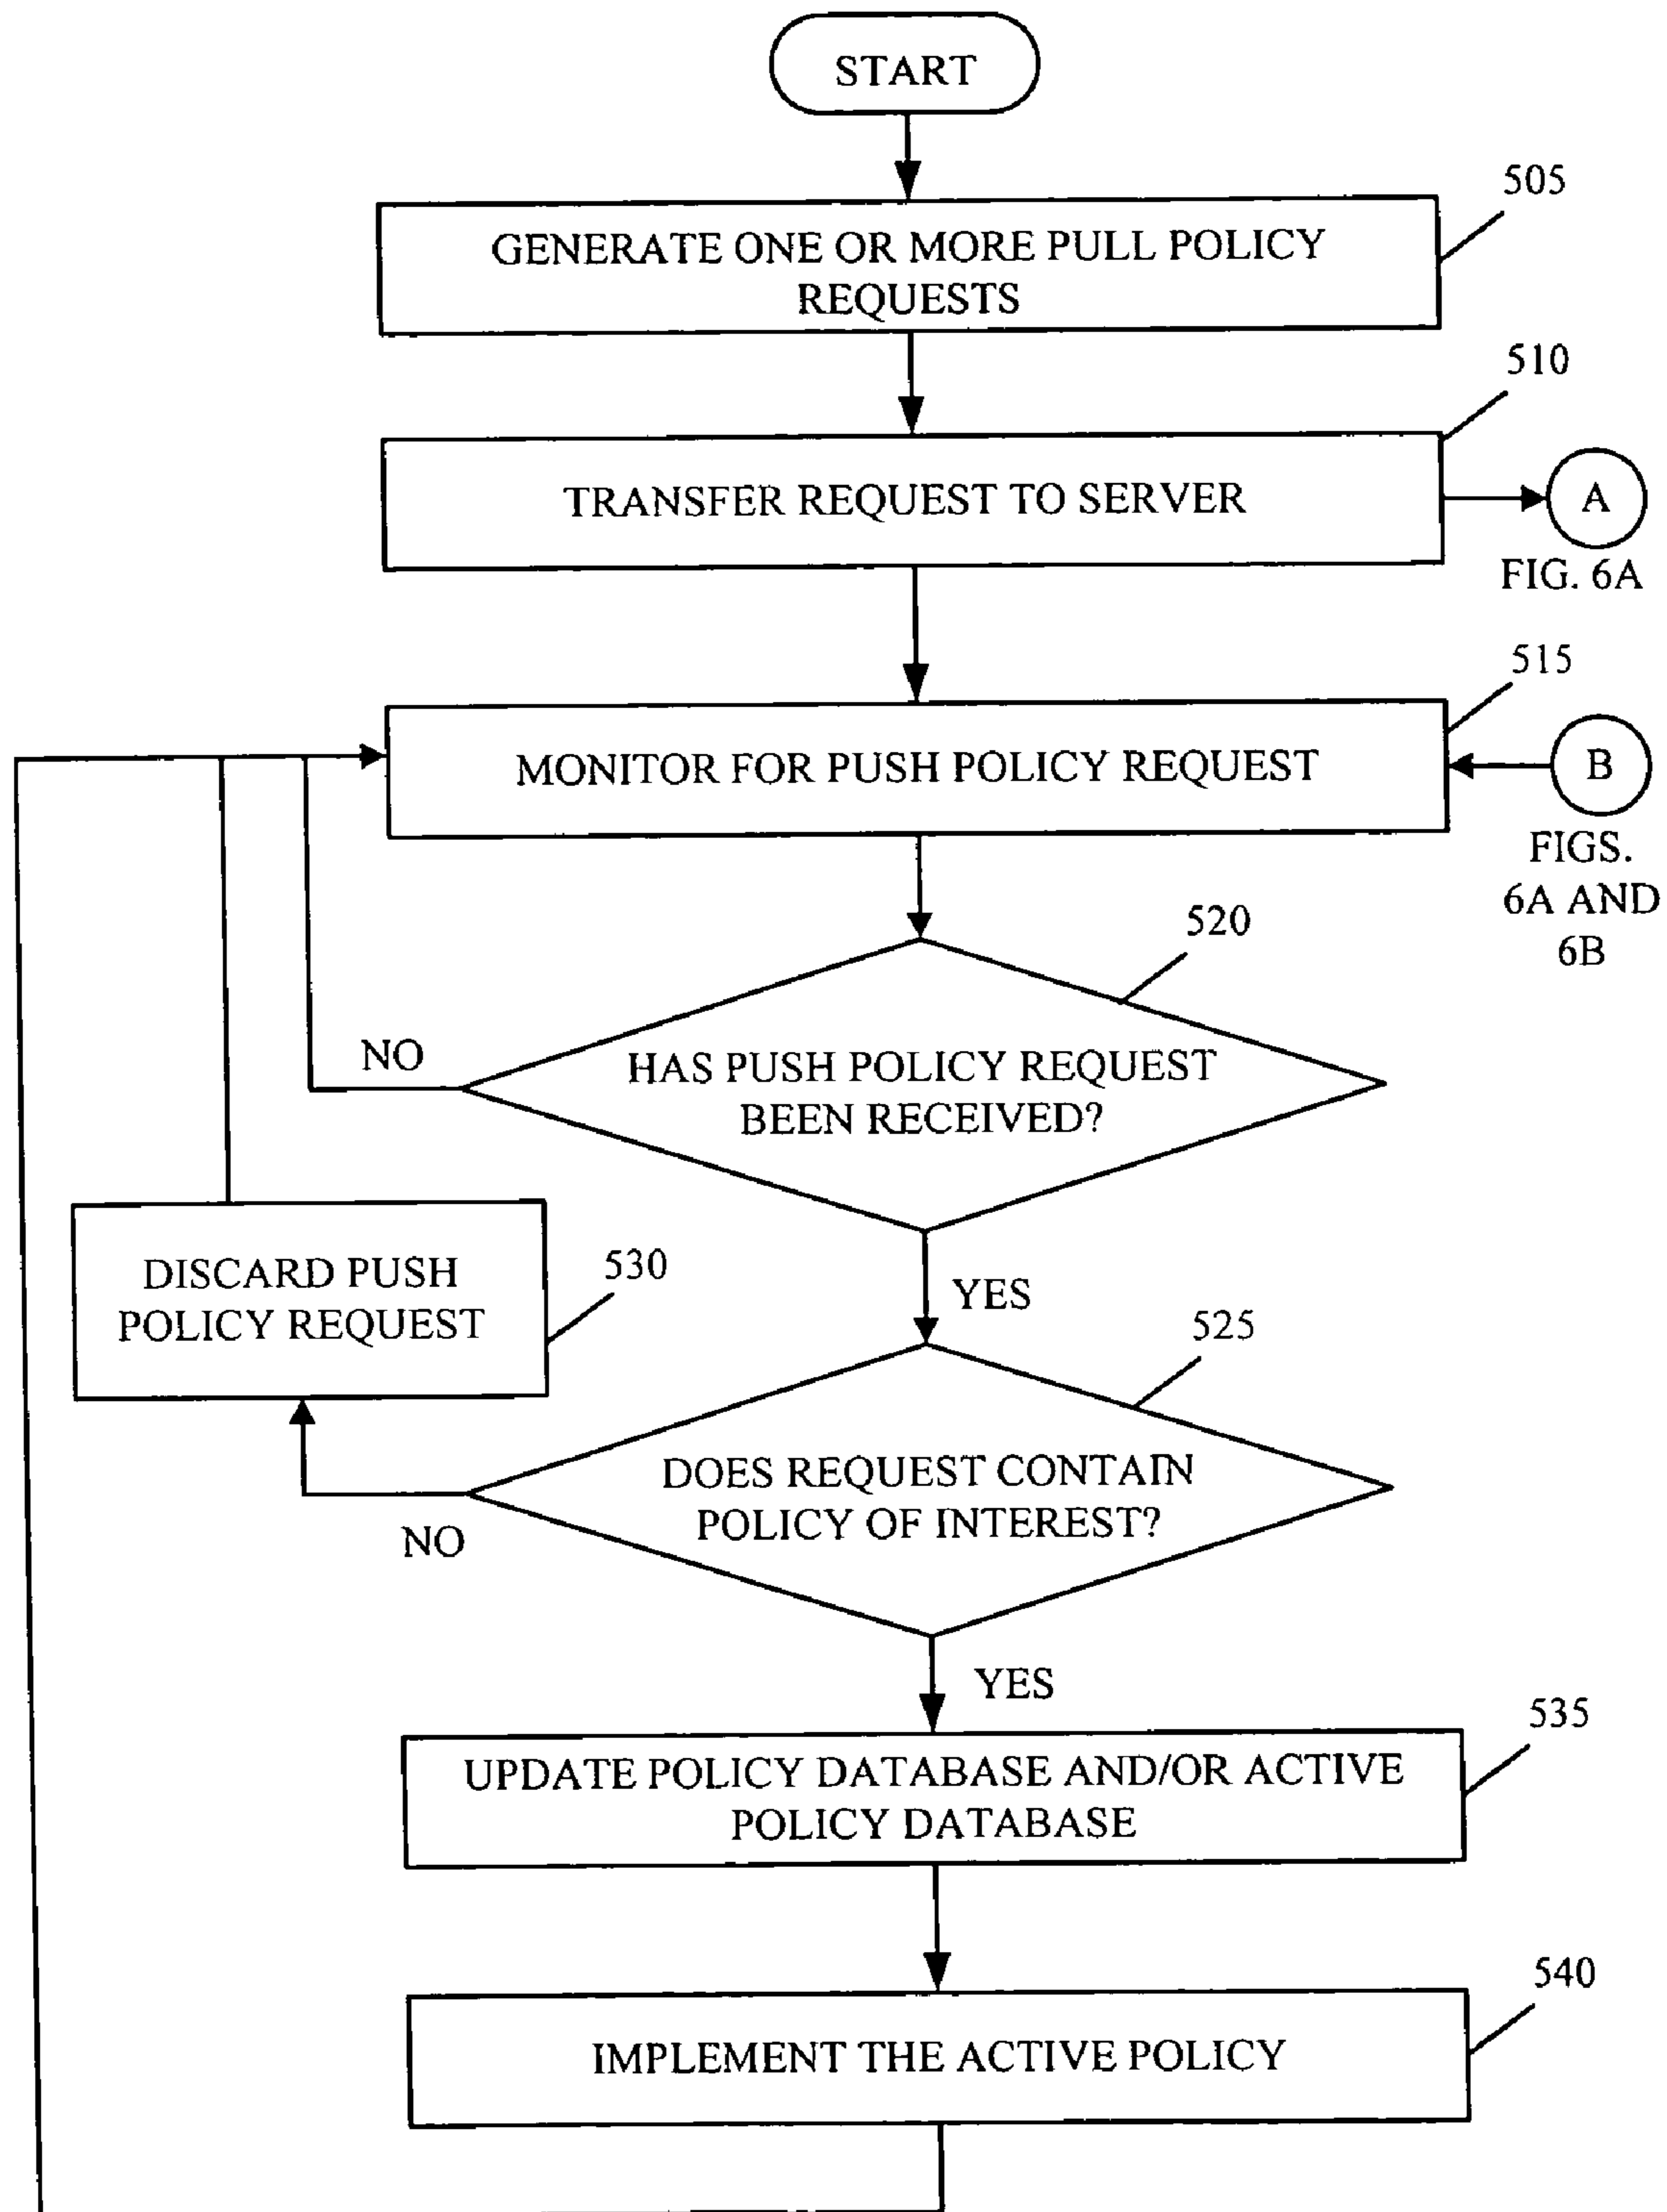 START
505
GENERATE ONE OR MORE PULL POLICY
REQUESTS
510
TRANSFER REQUEST TO SERVER
A
FIG. 6A
515
MONITOR FOR PUSH POLICY REQUEST
B
FIGS.
6A AND
6B
520
HAS PUSH POLICY REQUEST
BEEN RECEIVED?
NO
YES
DISCARD PUSH
POLICY REQUEST
530
525
DOES REQUEST CONTAIN
POLICY OF INTEREST?
NO
YES
535
UPDATE POLICY DATABASE AND/OR ACTIVE
POLICY DATABASE
540
IMPLEMENT THE ACTIVE POLICY